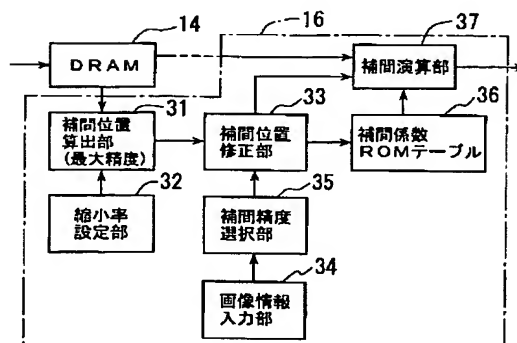 14
16
37
DRAM
補間演算部
31
33
36
補間位置
算出部
(最大精度)
補間位置
修正部
補間係数
ROMテーブル
32
35
縮小率
設定部
補間精度
選択部
34
画像情報
入力部